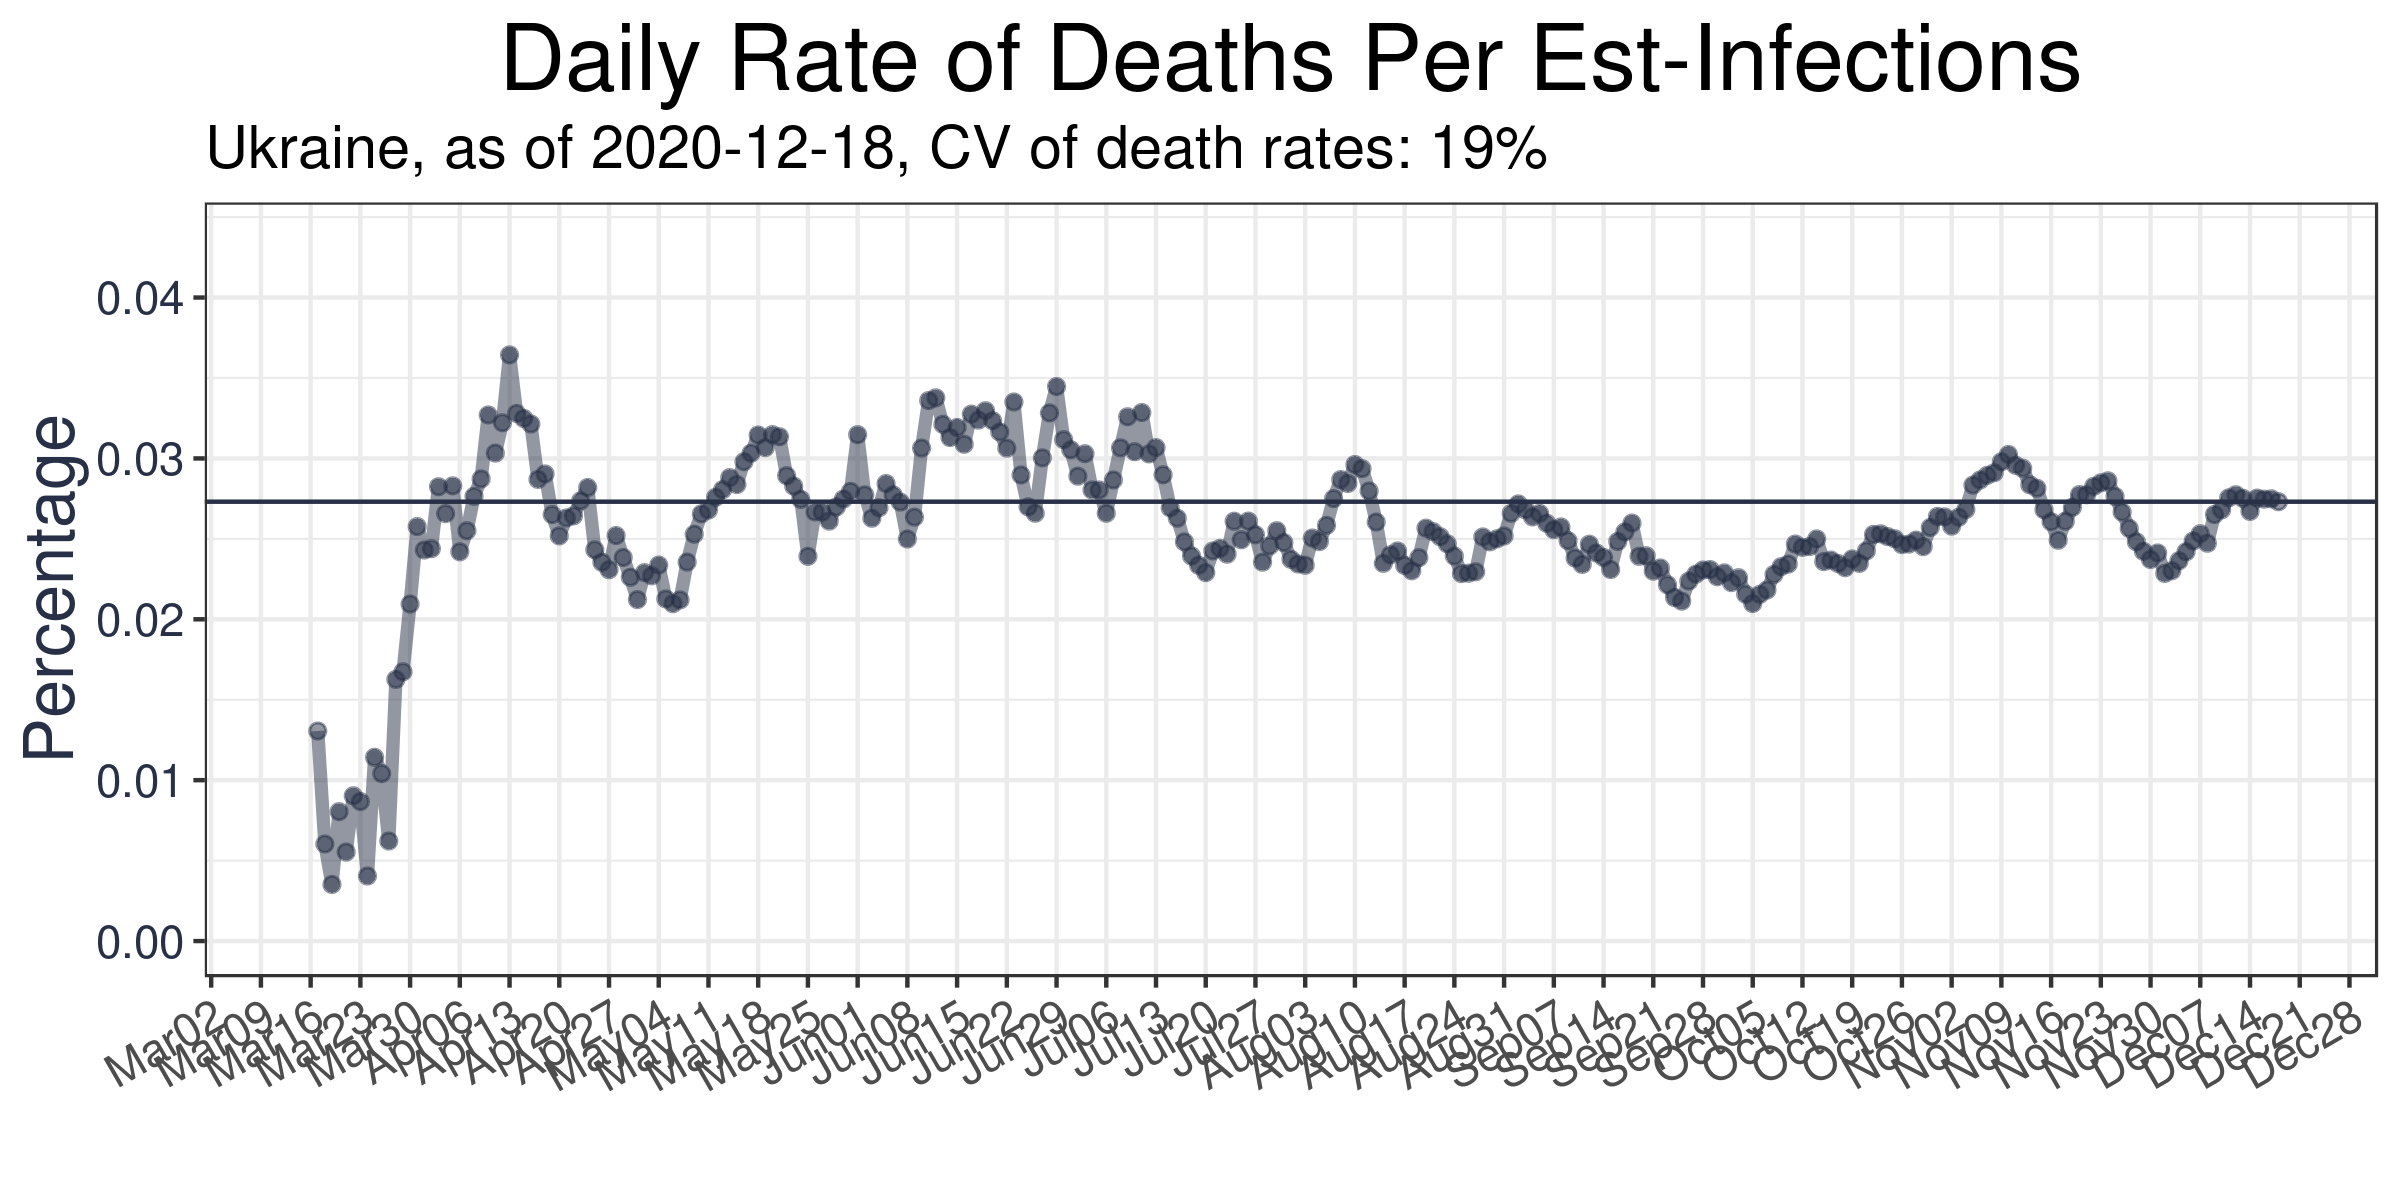 Daily Rate of Deaths Per Est-Infections
Ukraine, as of 2020-12-18, CV of death rates: 19%
Percentage
0.04
0.03
0.02
0.01
0.00
Mar02
Mar09
Mar16
Mar23
Mar30
Apr06
Apr13
Apr20
Apr27
May04
May11
May18
May25
Jun01
Jun08
Jun15
Jun22
Jun29
Jul06
Jul13
Jul20
Jul27
Aug03
Aug10
Aug17
Aug24
Aug31
Sep07
Sep14
Sep21
Sep28
Oct05
Oct12
Oct19
Oct26
Nov02
Nov09
Nov16
Nov23
Nov30
Dec07
Dec14
Dec21
Dec28